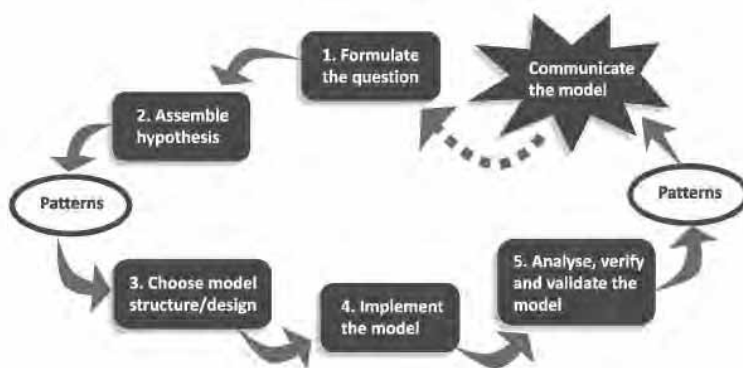 1. Formulate
the question
2. Assemble
hypothesis
Patterns
3. Choose model
structure/design
4. Implement
the model
5. Analyse, verify
and validate the
model
Patterns
Communicate
the model